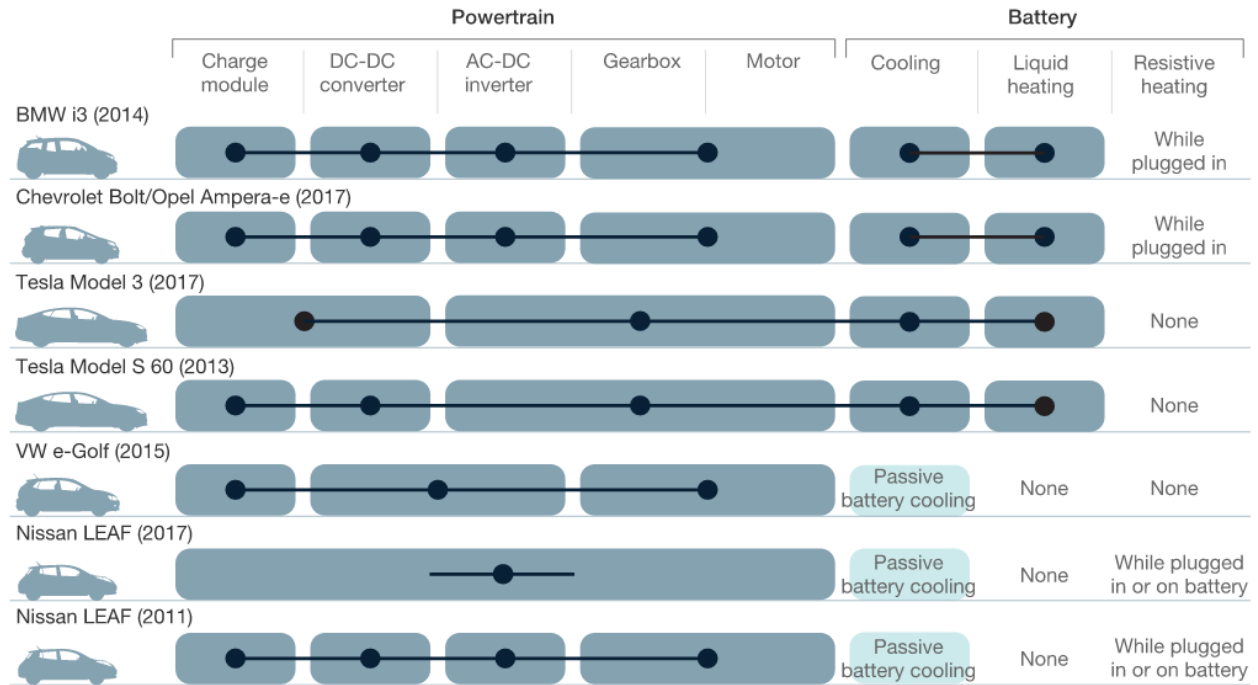 Powertrain
Battery
Charge
module
DC-DC
converter
AC-DC
inverter
Gearbox
Motor
Cooling
Liquid
heating
Resistive
heating
BMW i3 (2014)
While
plugged in
Chevrolet Bolt/Opel Ampera-e (2017)
While
plugged in
Tesla Model 3 (2017)
None
Tesla Model S 60 (2013)
None
VW e-Golf (2015)
Passive
battery cooling
None
None
Nissan LEAF (2017)
Passive
battery cooling
None
While plugged
in or on battery
Nissan LEAF (2011)
Passive
battery cooling
None
While plugged
in or on battery